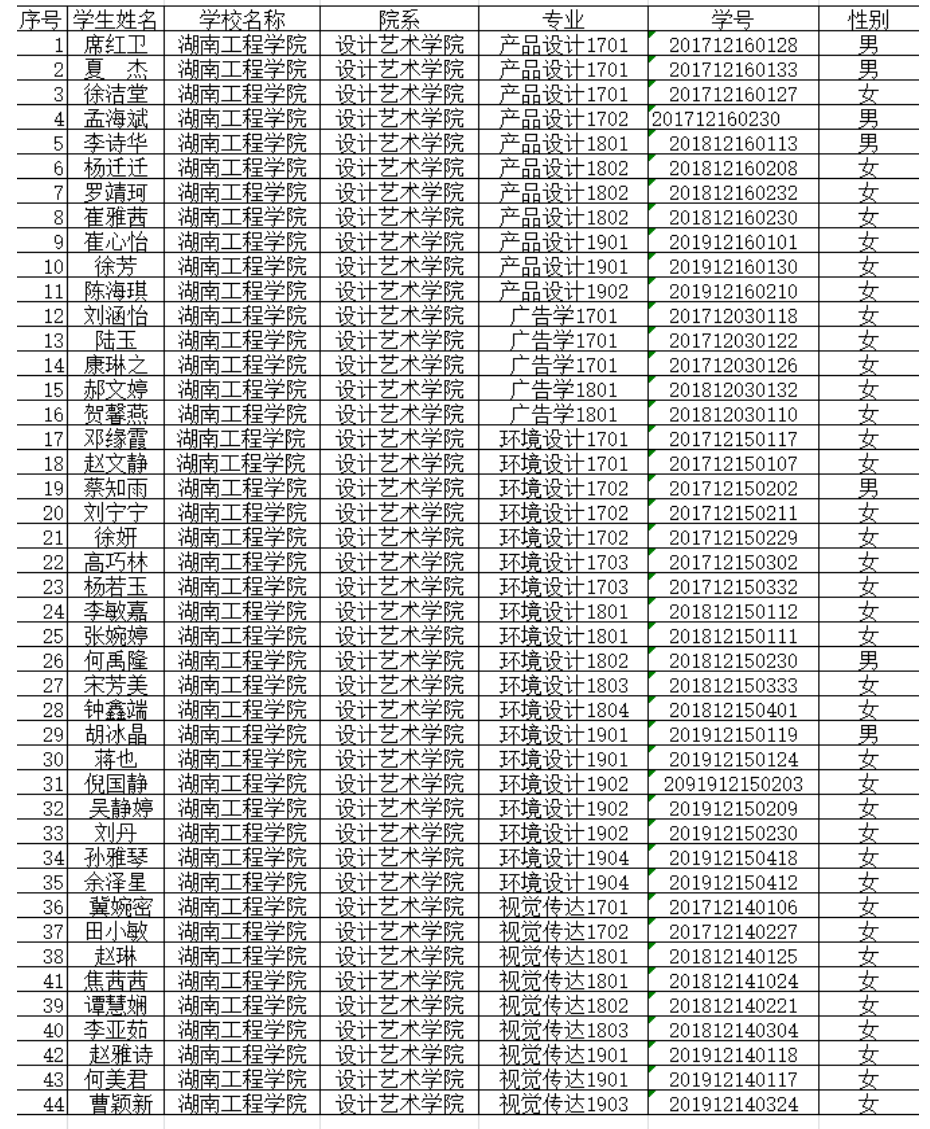 序号 学生姓名 学校名称 院系 专业 学号 性别
1 席红卫 湖南工程学院 设计艺术学院 产品设计1701 201712160128 男
2 夏 杰 湖南工程学院 设计艺术学院 产品设计1701 201712160133 男
3 徐洁堂 湖南工程学院 设计艺术学院 产品设计1701 201712160127 女
4 孟海斌 湖南工程学院 设计艺术学院 产品设计1702 201712160230 男
5 李诗华 湖南工程学院 设计艺术学院 产品设计1801 201812160113 男
6 杨迁迁 湖南工程学院 设计艺术学院 产品设计1802 201812160208 女
7 罗靖珂 湖南工程学院 设计艺术学院 产品设计1802 201812160232 女
8 崔雅茜 湖南工程学院 设计艺术学院 产品设计1802 201812160230 女
9 崔心怡 湖南工程学院 设计艺术学院 产品设计1901 201912160101 女
10 徐芳 湖南工程学院 设计艺术学院 产品设计1901 201912160130 女
11 陈海琪 湖南工程学院 设计艺术学院 产品设计1902 201912160210 女
12 刘涵怡 湖南工程学院 设计艺术学院 广告学1701 201712030118 女
13 陆玉 湖南工程学院 设计艺术学院 广告学1701 201712030122 女
14 康琳之 湖南工程学院 设计艺术学院 广告学1701 201712030126 女
15 郝文婷 湖南工程学院 设计艺术学院 广告学1801 201812030132 女
16 贺馨燕 湖南工程学院 设计艺术学院 广告学1801 201812030110 女
17 邓缘霞 湖南工程学院 设计艺术学院 环境设计1701 201712150117 女
18 赵文静 湖南工程学院 设计艺术学院 环境设计1701 201712150107 女
19 蔡知雨 湖南工程学院 设计艺术学院 环境设计1702 201712150202 男
20 刘宁宁 湖南工程学院 设计艺术学院 环境设计1702 201712150211 女
21 徐妍 湖南工程学院 设计艺术学院 环境设计1702 201712150229 女
22 高巧林 湖南工程学院 设计艺术学院 环境设计1703 201712150302 女
23 杨若玉 湖南工程学院 设计艺术学院 环境设计1703 201712150332 女
24 李敏嘉 湖南工程学院 设计艺术学院 环境设计1801 201812150112 女
25 张婉婷 湖南工程学院 设计艺术学院 环境设计1801 201812150111 女
26 何禹隆 湖南工程学院 设计艺术学院 环境设计1802 201812150230 男
27 宋芳美 湖南工程学院 设计艺术学院 环境设计1803 201812150333 女
28 钟鑫端 湖南工程学院 设计艺术学院 环境设计1804 201812150401 女
29 胡冰晶 湖南工程学院 设计艺术学院 环境设计1901 201912150119 男
30 蒋也 湖南工程学院 设计艺术学院 环境设计1901 201912150124 女
31 倪国静 湖南工程学院 设计艺术学院 环境设计1902 2091912150203 女
32 吴静婷 湖南工程学院 设计艺术学院 环境设计1902 201912150209 女
33 刘丹 湖南工程学院 设计艺术学院 环境设计1902 201912150230 女
34 孙雅琴 湖南工程学院 设计艺术学院 环境设计1904 201912150418 女
35 余泽星 湖南工程学院 设计艺术学院 环境设计1904 201912150412 女
36 冀婉密 湖南工程学院 设计艺术学院 视觉传达1701 201712140106 女
37 田小敏 湖南工程学院 设计艺术学院 视觉传达1702 201712140227 女
38 赵琳 湖南工程学院 设计艺术学院 视觉传达1801 201812140125 女
41 焦茜茜 湖南工程学院 设计艺术学院 视觉传达1801 201812141024 女
39 谭慧娴 湖南工程学院 设计艺术学院 视觉传达1802 201812140221 女
40 李亚茹 湖南工程学院 设计艺术学院 视觉传达1803 201812140304 女
42 赵雅诗 湖南工程学院 设计艺术学院 视觉传达1901 201912140118 女
43 何美君 湖南工程学院 设计艺术学院 视觉传达1901 201912140117 女
44 曹颖新 湖南工程学院 设计艺术学院 视觉传达1903 201912140324 女